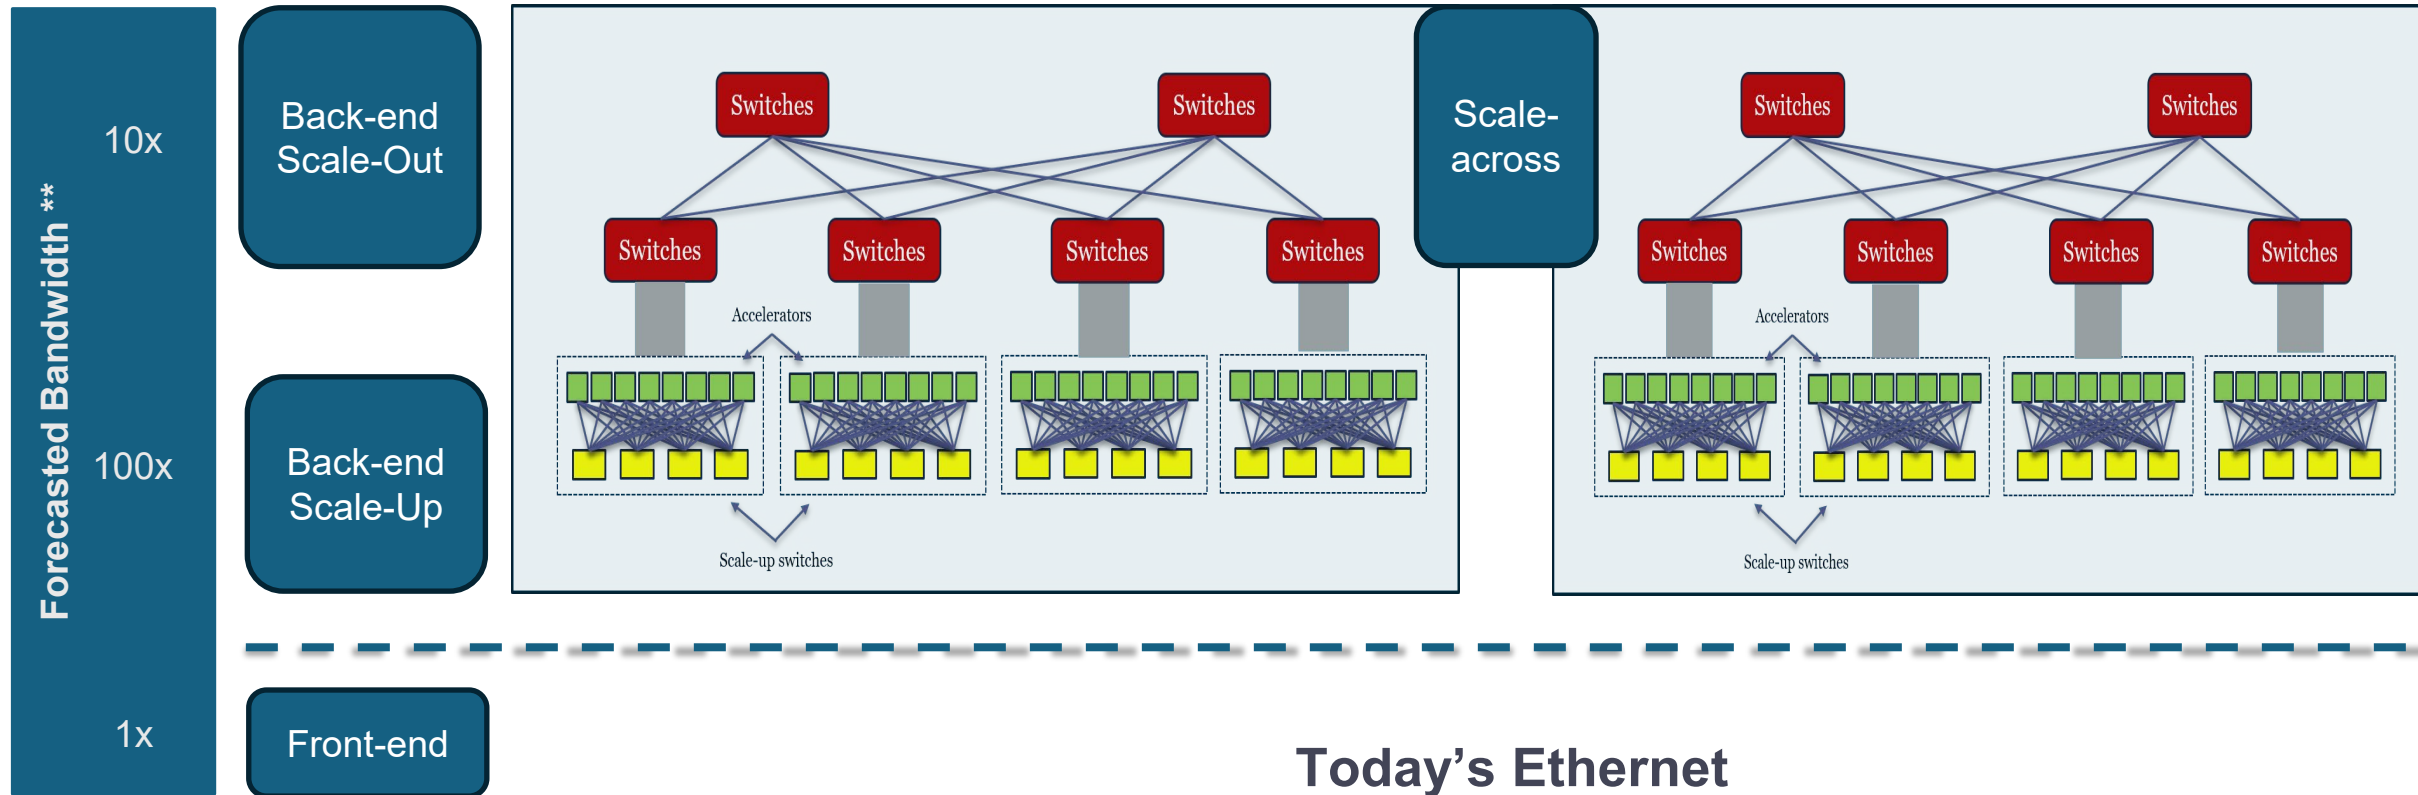 Forecasted Bandwidth **
10x
100x
1x
Back-end
Scale-Out
Back-end
Scale-Up
Front-end
Switches
Switches
Switches
Switches
Switches
Switches
Accelerators
Scale-up switches
Scale-
across
Switches
Switches
Switches
Switches
Switches
Switches
Accelerators
Scale-up switches
Today’s Ethernet